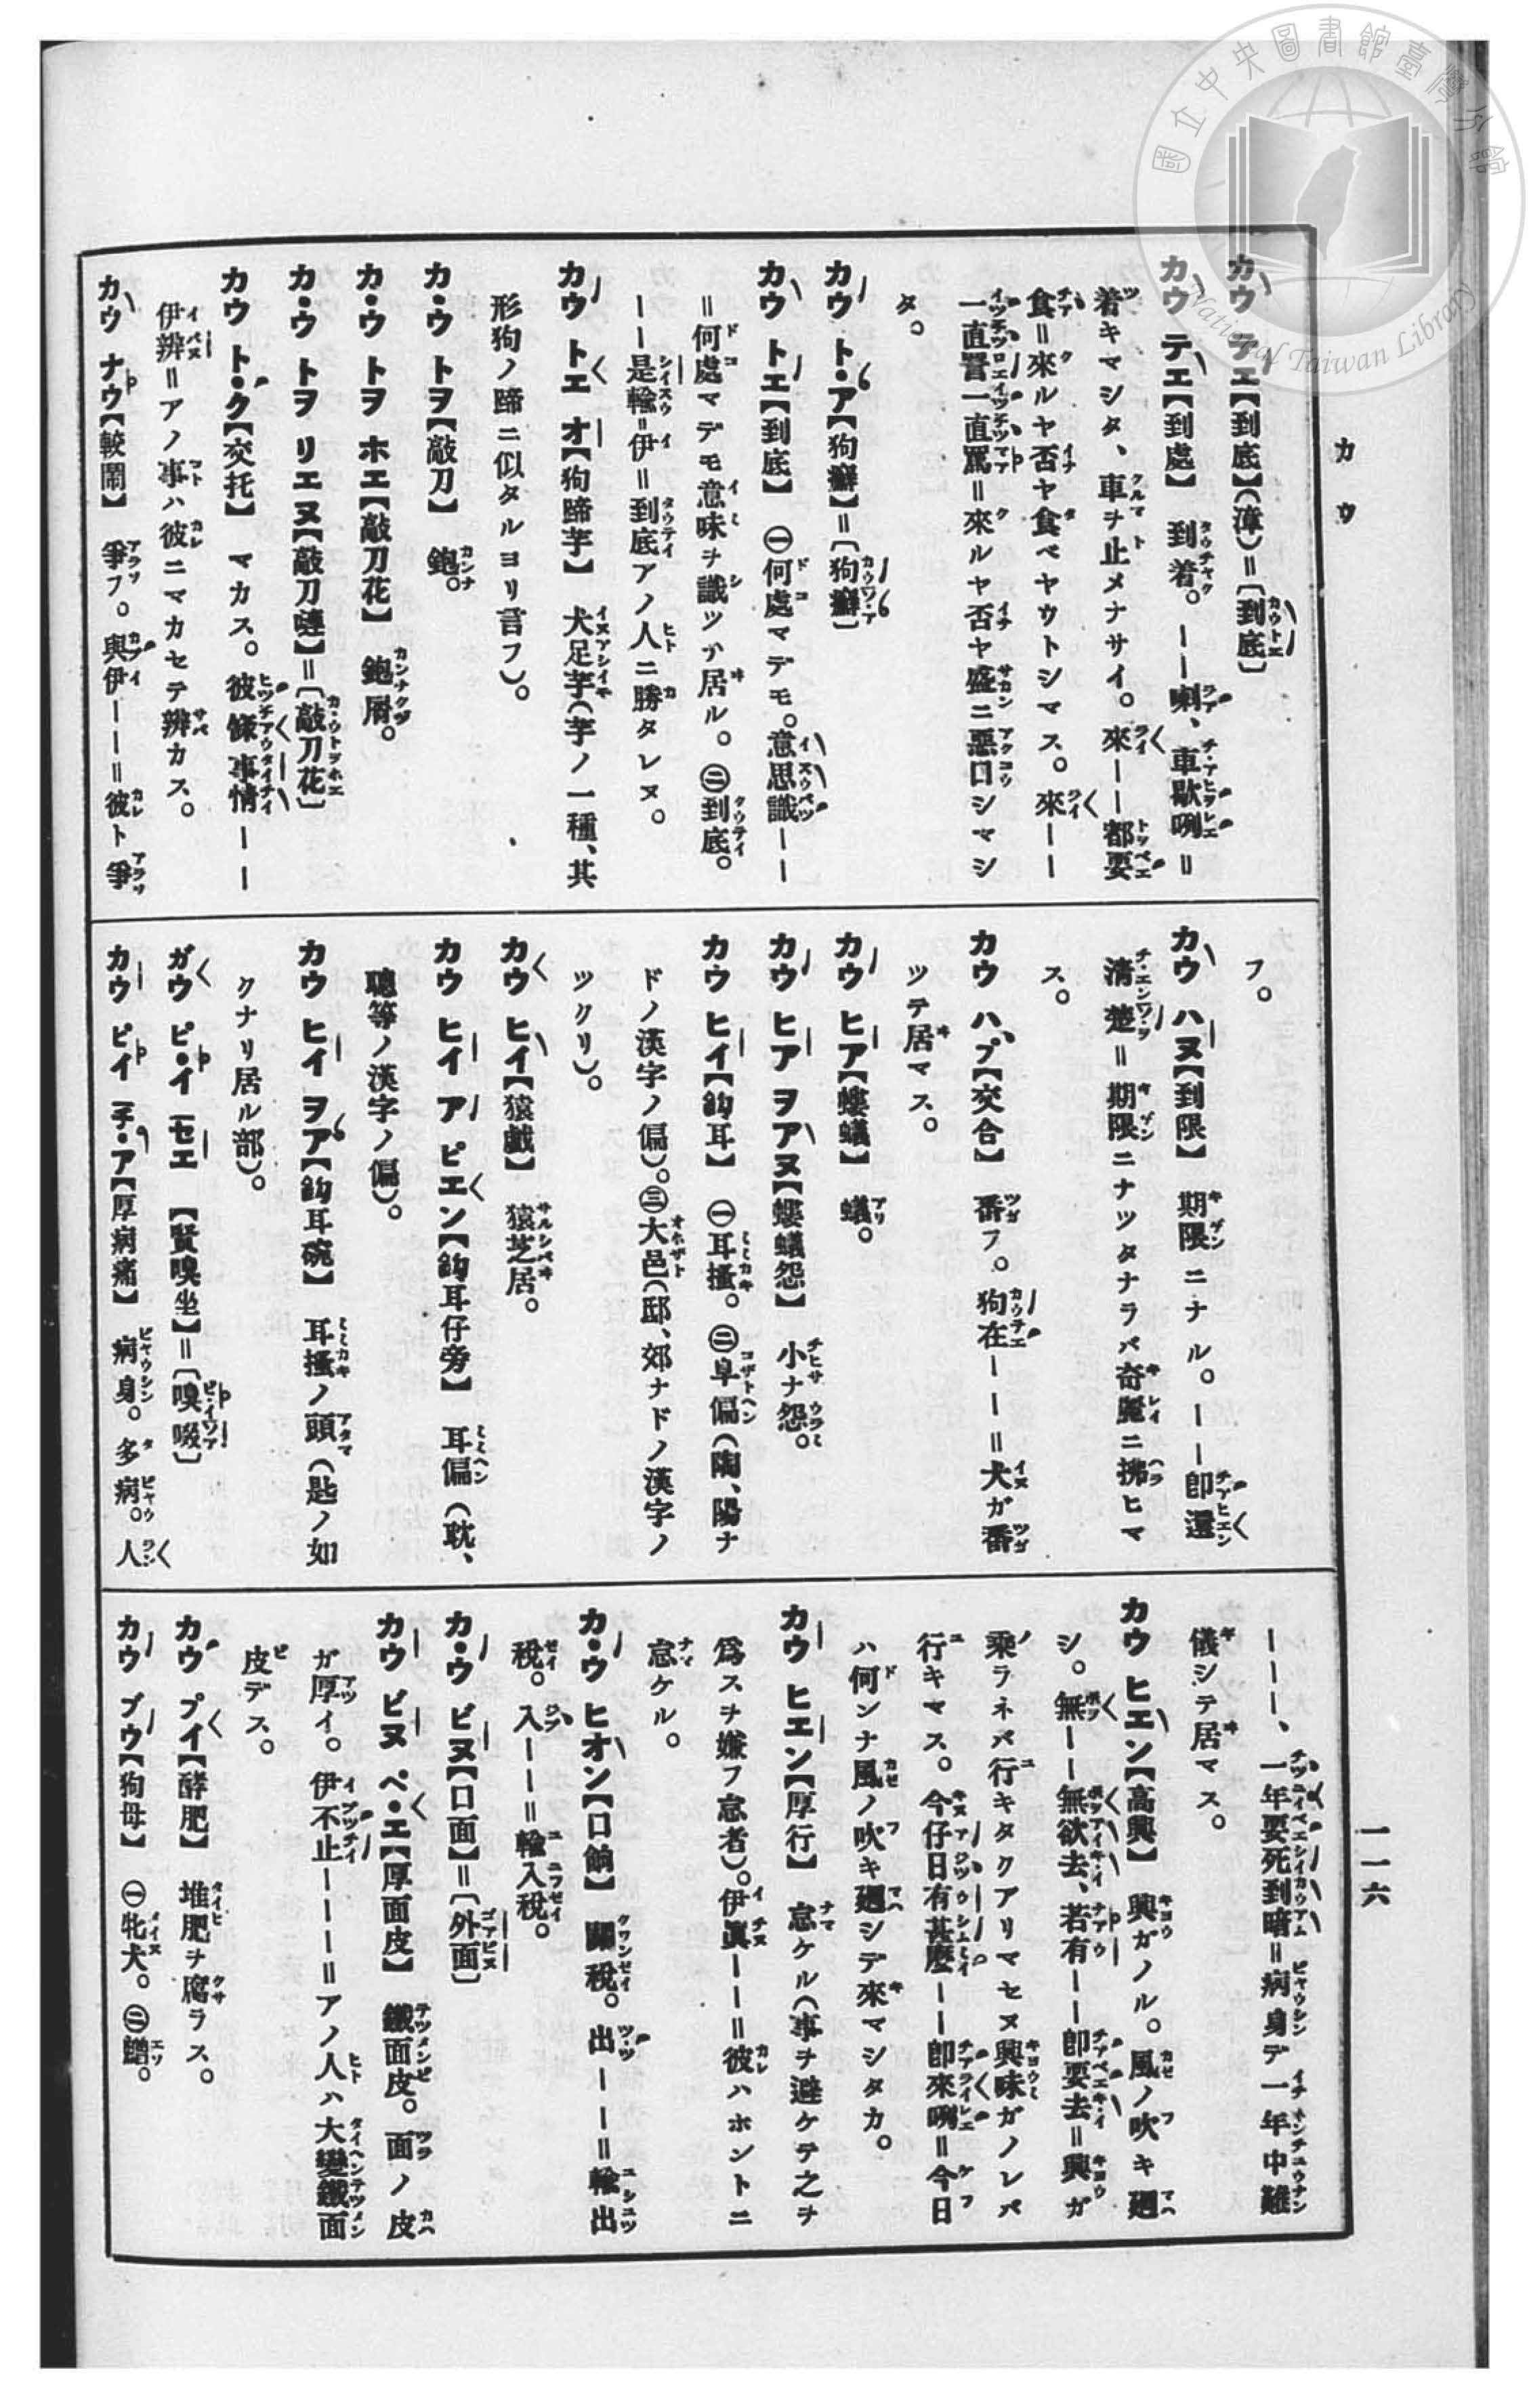 國立中央圖書館臺灣分館
National Taiwan Library
カウ
一一六
カウ テエ【到底】(漳)=〔到底〕
カウ テエ【到處】 到着。——喇、車歇咧=
着キマシタ、車ヲ止メナサイ。來——都要
食=來ルヤ否ヤ食ベヤウトシマス。來——
一直詈一直罵=來ルヤ否ヤ盛ニ惡口シマシ
タ。
カウ ト・ア【狗癬】=〔狗癬〕
カウ トエ【到底】 ㊀何處マデモ。意思識——
=何處マデモ意味ヲ識ツテ居ル。㊁到底。
——是輸伊=到底アノ人ニ勝タレヌ。
カウ トエ オ【狗蹄芋】 犬足芋(芋ノ一種、其
形狗ノ蹄ニ似タルヨリ言フ)。
カ・ウ トヲ【敲刀】 鉋。
カ・ウ トヲ ホエ【敲刀花】 鉋屑。
カ・ウ トヲ リエヌ【敲刀嗹】=〔敲刀花〕
カウ ト・ク【交托】 マカス。彼條事情——
伊辨=アノ事ハ彼ニマカセテ辨カス。
カウ ナウ【較鬧】 爭フ。與伊——=彼ト爭
フ。
カウ ハヌ【到限】 期限ニナル。——卽還
清楚=期限ニナツタナラバ奇麗ニ拂ヒマ
ス。
カウ ハプ【交合】 番フ。狗在——=犬ガ番
ツテ居マス。
カウ ヒア【螻蟻】 蟻。
カウ ヒア ヲアヌ【螻蟻怨】 小ナ怨。
カウ ヒイ【鈎耳】 ㊀耳搔。㊁阜偏(陶、陽ナ
ドノ漢字ノ偏)。㊂大邑(邸、郊ナドノ漢字ノ
ツクリ)。
カウ ヒイ【猿戲】 猿芝居。
カウ ヒイ ア ピエン【鈎耳仔旁】 耳偏(耽、
聰等ノ漢字ノ偏)。
カウ ヒイ ヲア【鈎耳碗】 耳搔ノ頭(匙ノ如
クナリ居ル部)。
ガウ ピ・イ セエ 【賢嗅坐】=〔嗅啜〕
カウ ピイ チ・ア【厚病痛】 病身。多病。人
———、一年要死到暗=病身デ一年中難
儀シテ居マス。
カウ ヒエン【高興】 興ガノル。風ノ吹キ廻
シ。無——無欲去、若有——卽要去=興ガ
乘ラネバ行キタクアリマセヌ興味ガノレバ
行キマス。今仔日有甚麽——卽來咧=今日
ハ何ンナ風ノ吹キ廻シデ來マシタカ。
カウ ヒエン【厚行】 怠ケル(事ヲ避ケテ之ヲ
爲スヲ嫌フ怠者)。伊眞——=彼ハホントニ
怠ケル。
カ・ウ ヒオン【口餉】 關稅。出——=輸出
稅。入——=輸入稅。
カ・ウ ビヌ【口面】=〔外面〕
カウ ビヌ ペ・エ【厚面皮】 鐵面皮。面ノ皮
ガ厚イ。伊不止———=アノ人ハ大變鐵面
皮デス。
カウ プイ【酵肥】 堆肥ヲ腐ラス。
カウ ブウ【狗母】 ㊀牝犬。㊁鱛。